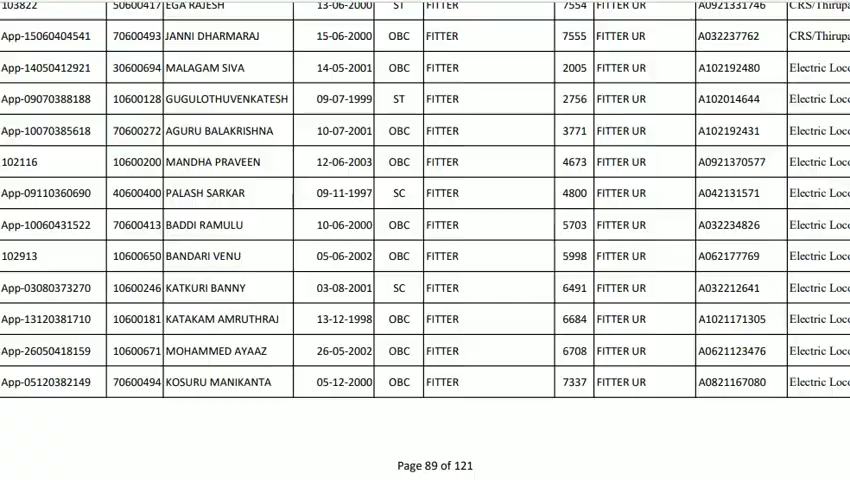 103822 50600417 EGA RAJESH 13-06-2000 ST FITTER 7554 FITTER UR A0921331746 CRS/Thirupa
App-15060404541 70600493 JANNI DHARMARAJ 15-06-2000 OBC FITTER 7555 FITTER UR A032237762 CRS/Thirupa
App-14050412921 30600694 MALAGAM SIVA 14-05-2001 OBC FITTER 2005 FITTER UR A102192480 Electric Loco
App-09070388188 10600128 GUGULOTHUVENKATESH 09-07-1999 ST FITTER 2756 FITTER UR A102014644 Electric Loco
App-10070385618 70600272 AGURU BALAKRISHNA 10-07-2001 OBC FITTER 3771 FITTER UR A102192431 Electric Loco
102116 10600200 MANDHA PRAVEEN 12-06-2003 OBC FITTER 4673 FITTER UR A0921370577 Electric Loco
App-09110360690 40600400 PALASH SARKAR 09-11-1997 SC FITTER 4800 FITTER UR A042131571 Electric Loco
App-10060431522 70600413 BADDI RAMULU 10-06-2000 OBC FITTER 5703 FITTER UR A032234826 Electric Loco
102913 10600650 BANDARI VENU 05-06-2002 OBC FITTER 5998 FITTER UR A062177769 Electric Loco
App-03080373270 10600246 KATKURI BANNY 03-08-2001 SC FITTER 6491 FITTER UR A032212641 Electric Loco
App-13120381710 10600181 KATAKAM AMRUTHRAJ 13-12-1998 OBC FITTER 6684 FITTER UR A1021171305 Electric Loco
App-26050418159 10600671 MOHAMMED AYAAZ 26-05-2002 OBC FITTER 6708 FITTER UR A0621123476 Electric Loco
App-05120382149 70600494 KOSURU MANIKANTA 05-12-2000 OBC FITTER 7337 FITTER UR A0821167080 Electric Loco
Page 89 of 121